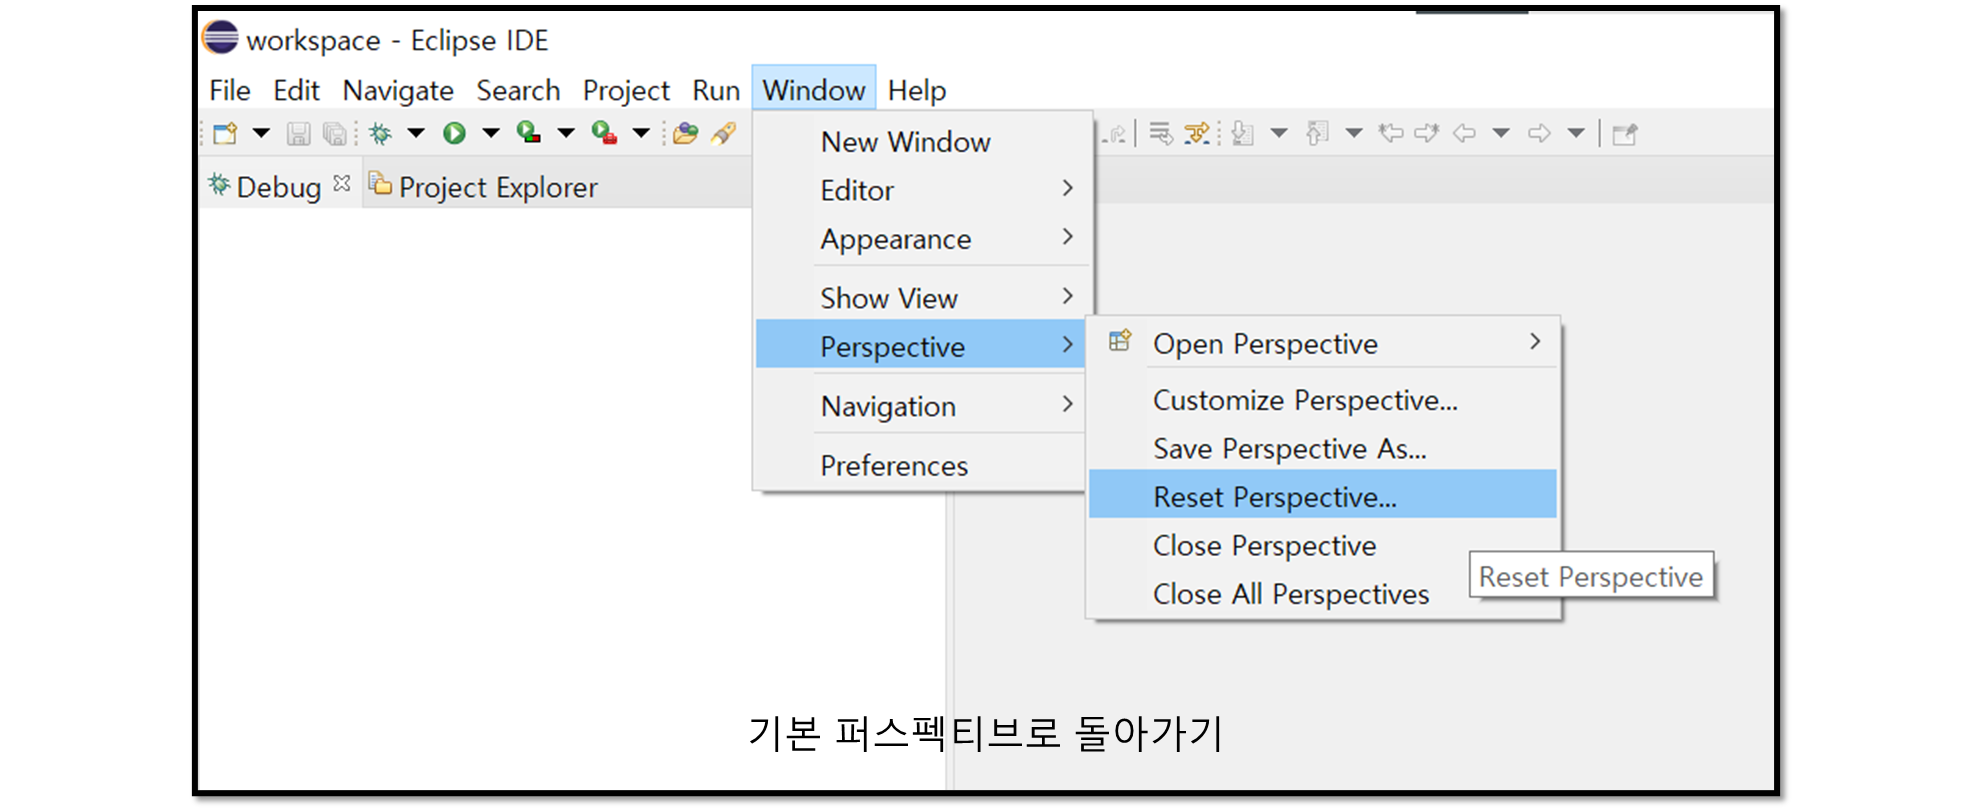 workspace - Eclipse IDE
File Edit Navigate Search Project Run Window Help
Debug Project Explorer
New Window
Editor
Appearance
Show View
Perspective
Navigation
Preferences
Open Perspective
Customize Perspective...
Save Perspective As...
Reset Perspective...
Close Perspective
Close All Perspectives
Reset Perspective
기본 퍼스펙티브로 돌아가기